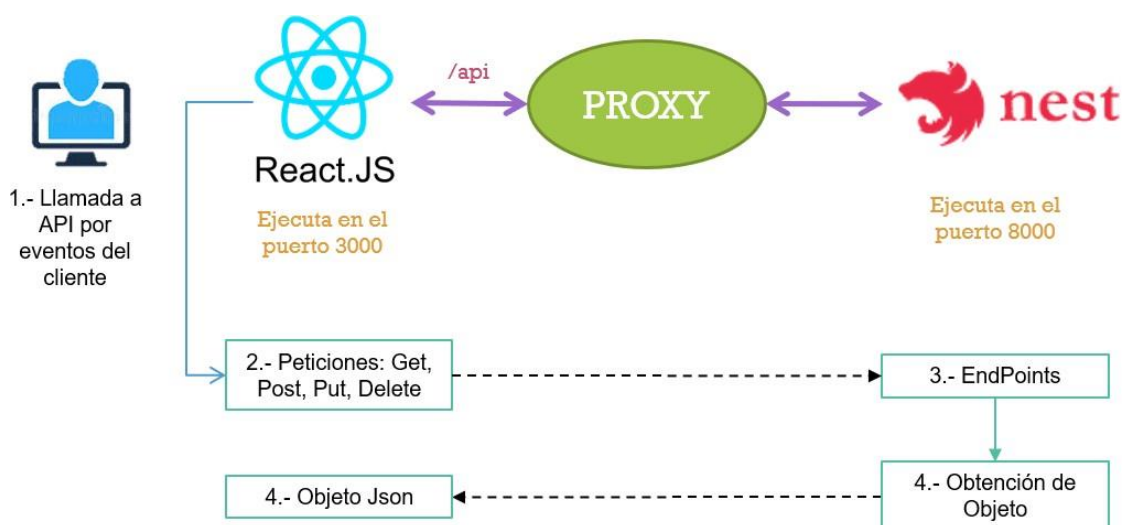 /api
PROXY
nest
React.JS
1.- Llamada a
API por
eventos del
cliente
Ejecuta en el
puerto 3000
Ejecuta en el
puerto 8000
2.- Peticiones: Get,
Post, Put, Delete
3.- EndPoints
4.- Objeto Json
4.- Obtención de
Objeto